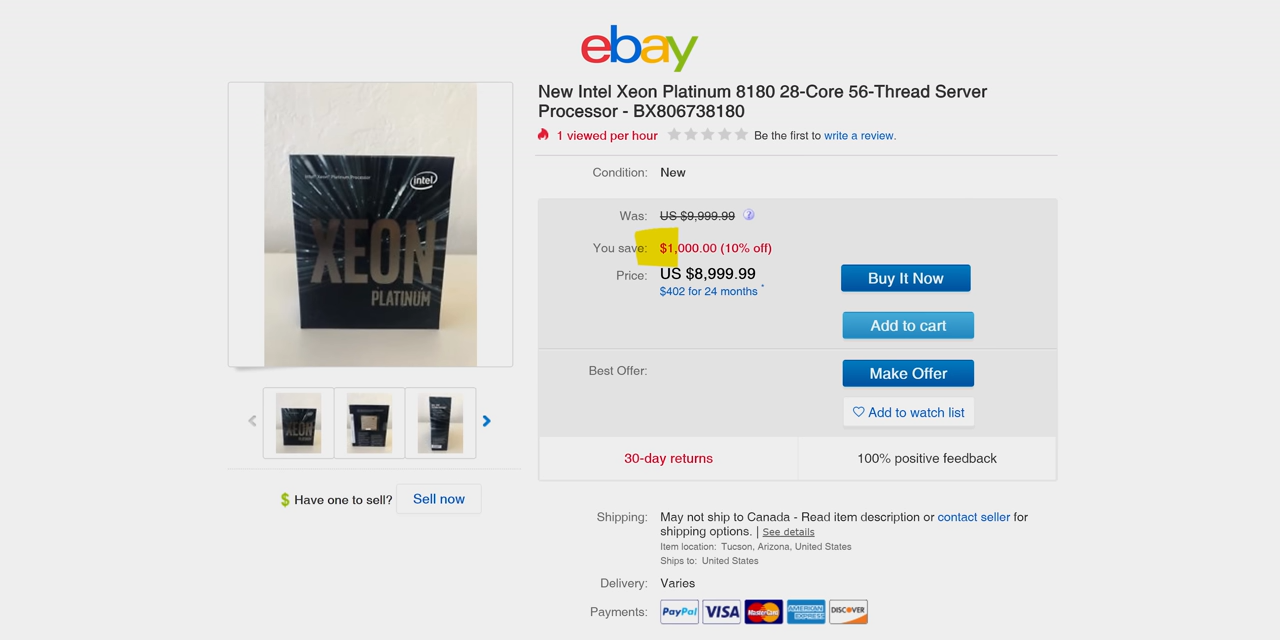 ebay
New Intel Xeon Platinum 8180 28-Core 56-Thread Server
Processor - BX806738180
1 viewed per hour Be the first to write a review.
Condition: New
Was: US $9,999.99
You save: $1,000.00 (10% off)
Price: US $8,999.99
$402 for 24 months *
Buy It Now
Add to cart
Best Offer:
Make Offer
Add to watch list
30-day returns
100% positive feedback
intel
XEON
PLATINUM
Have one to sell? Sell now
Shipping: May not ship to Canada - Read item description or contact seller for
shipping options. | See details
Item location: Tucson, Arizona, United States
Ships to: United States
Delivery: Varies
Payments: PayPal VISA MasterCard AMERICAN EXPRESS DISCOVER